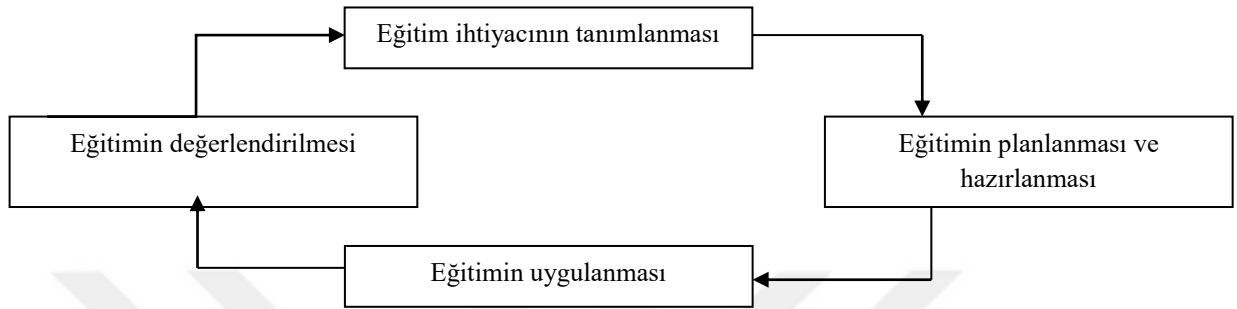 Eğitim ihtiyacının tanımlanması
Eğitimin değerlendirilmesi
Eğitimin planlanması ve
hazırlanması
Eğitimin uygulanması